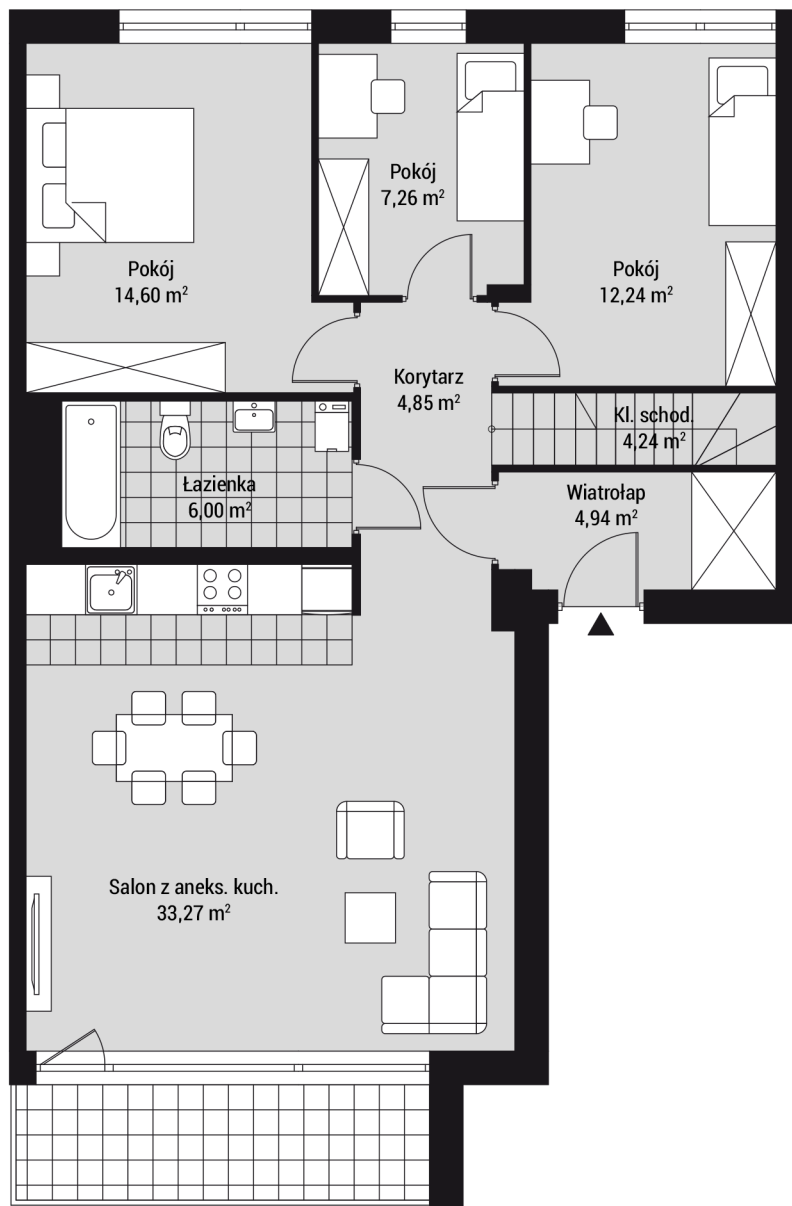 Pokój
7,26 m²
Pokój
14,60 m²
Pokój
12,24 m²
Korytarz
4,85 m²
Kl. schod.
4,24 m²
Łazienka
6,00 m²
Wiatrołap
4,94 m²
Salon z aneks. kuch.
33,27 m²